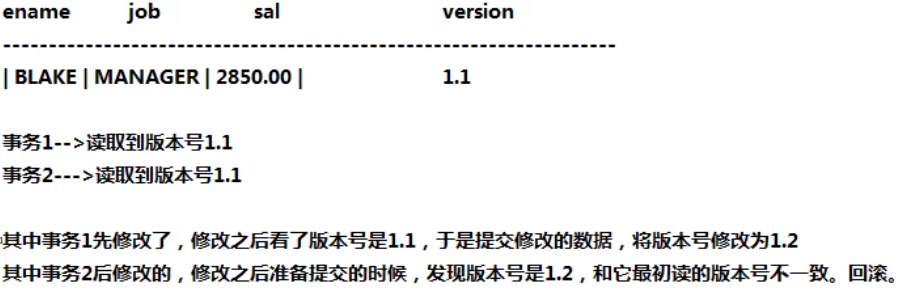 ename job sal version
---------------------------------------------------------------------
| BLAKE | MANAGER | 2850.00 | 1.1
事务1-->读取到版本号1.1
事务2--->读取到版本号1.1
其中事务1先修改了，修改之后看了版本号是1.1，于是提交修改的数据，将版本号修改为1.2
其中事务2后修改的，修改之后准备提交的时候，发现版本号是1.2，和它最初读的版本号不一致。回滚。